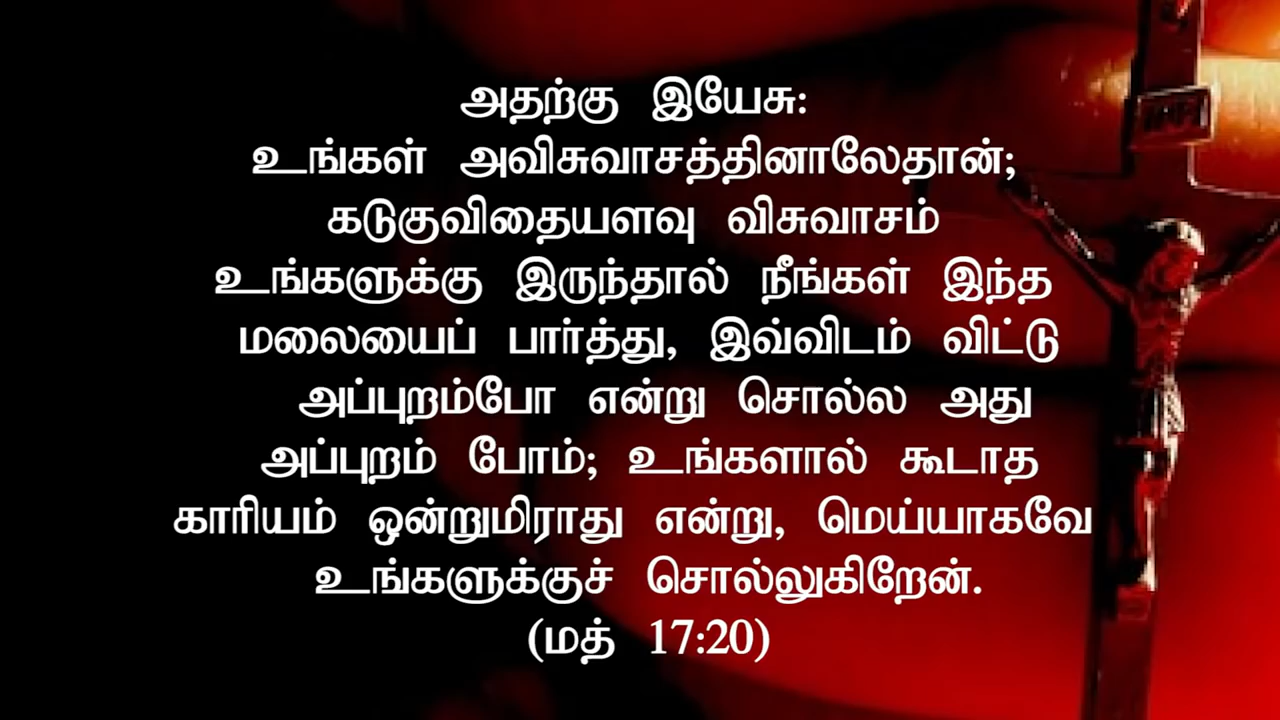 அதற்கு இயேசு:
உங்கள் அவிசுவாசத்தினாலேதான்;
கடுகுவிதையளவு விசுவாசம்
உங்களுக்கு இருந்தால் நீங்கள் இந்த
மலையைப் பார்த்து, இவ்விடம் விட்டு
அப்புறம்போ என்று சொல்ல அது
அப்புறம் போம்; உங்களால் கூடாத
காரியம் ஒன்றுமிராது என்று, மெய்யாகவே
உங்களுக்குச் சொல்லுகிறேன்.
(மத் 17:20)